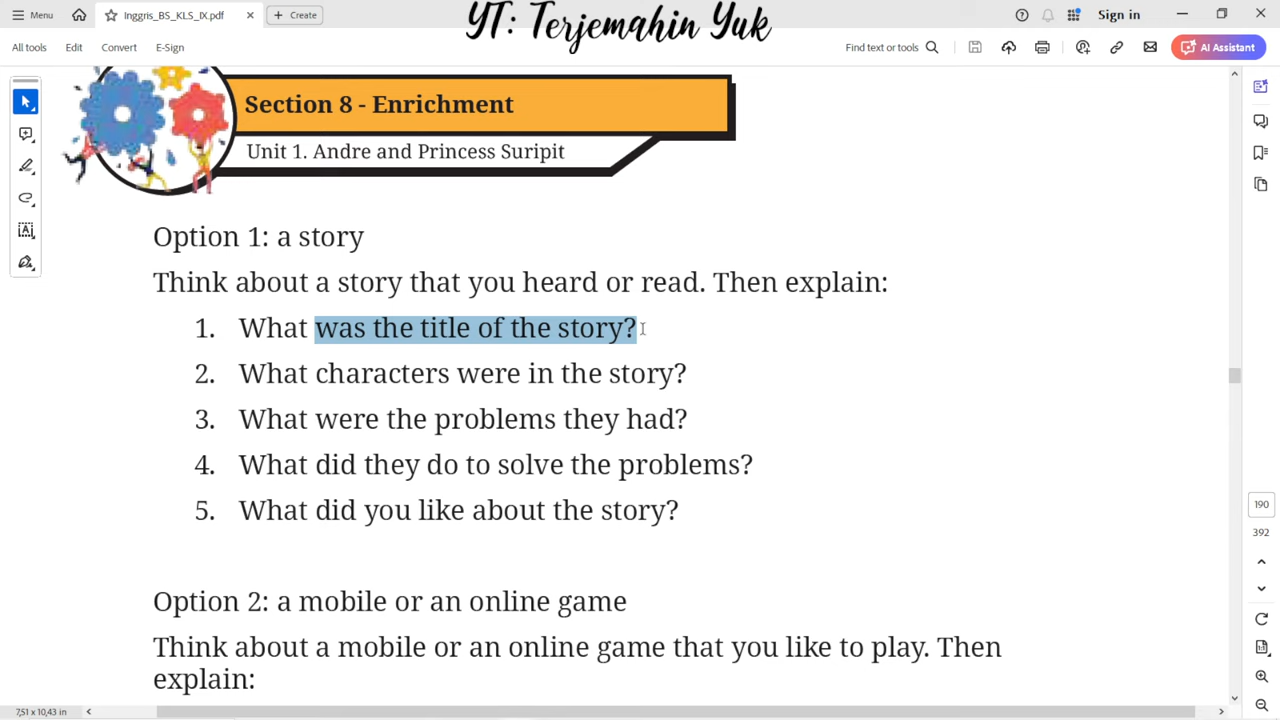 Menu
Inggris_BS_KLS_IX.pdf
Create
YT: Terjemahin Yuk
Sign in
All tools
Edit
Convert
E-Sign
Find text or tools
AI Assistant
Section 8 - Enrichment
Unit 1. Andre and Princess Suripit
Option 1: a story
Think about a story that you heard or read. Then explain:
1. What was the title of the story?
2. What characters were in the story?
3. What were the problems they had?
4. What did they do to solve the problems?
5. What did you like about the story?
190
392
Option 2: a mobile or an online game
Think about a mobile or an online game that you like to play. Then
explain:
7,51 x 10,43 in